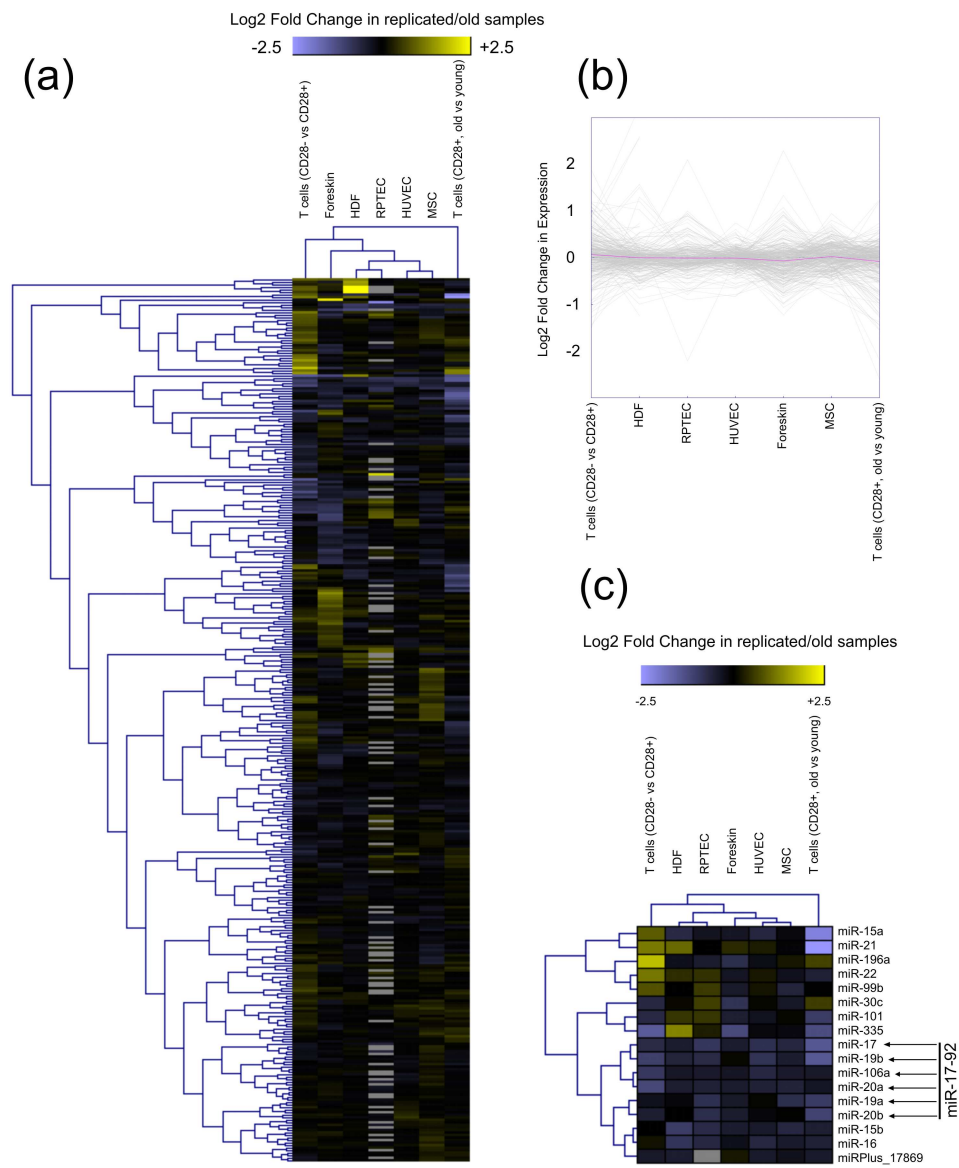 Log2 Fold Change in replicated/old samples
-2.5
+2.5
(a)
T cells (CD28- vs CD28+)
Foreskin
HDF
RPTEC
HUVEC
MSC
T cells (CD28+, old vs young)
(b)
Log2 Fold Change in Expression
2
1
0
-1
-2
T cells (CD28- vs CD28+)
HDF
RPTEC
HUVEC
Foreskin
MSC
T cells (CD28+, old vs young)
(c)
Log2 Fold Change in replicated/old samples
-2.5
+2.5
T cells (CD28- vs CD28+)
HDF
RPTEC
Foreskin
HUVEC
MSC
T cells (CD28+, old vs young)
miR-15a
miR-21
miR-196a
miR-22
miR-99b
miR-30c
miR-101
miR-335
miR-17
miR-19b
miR-106a
miR-20a
miR-19a
miR-20b
miR-15b
miR-16
miRPlus_17869
miR-17-92